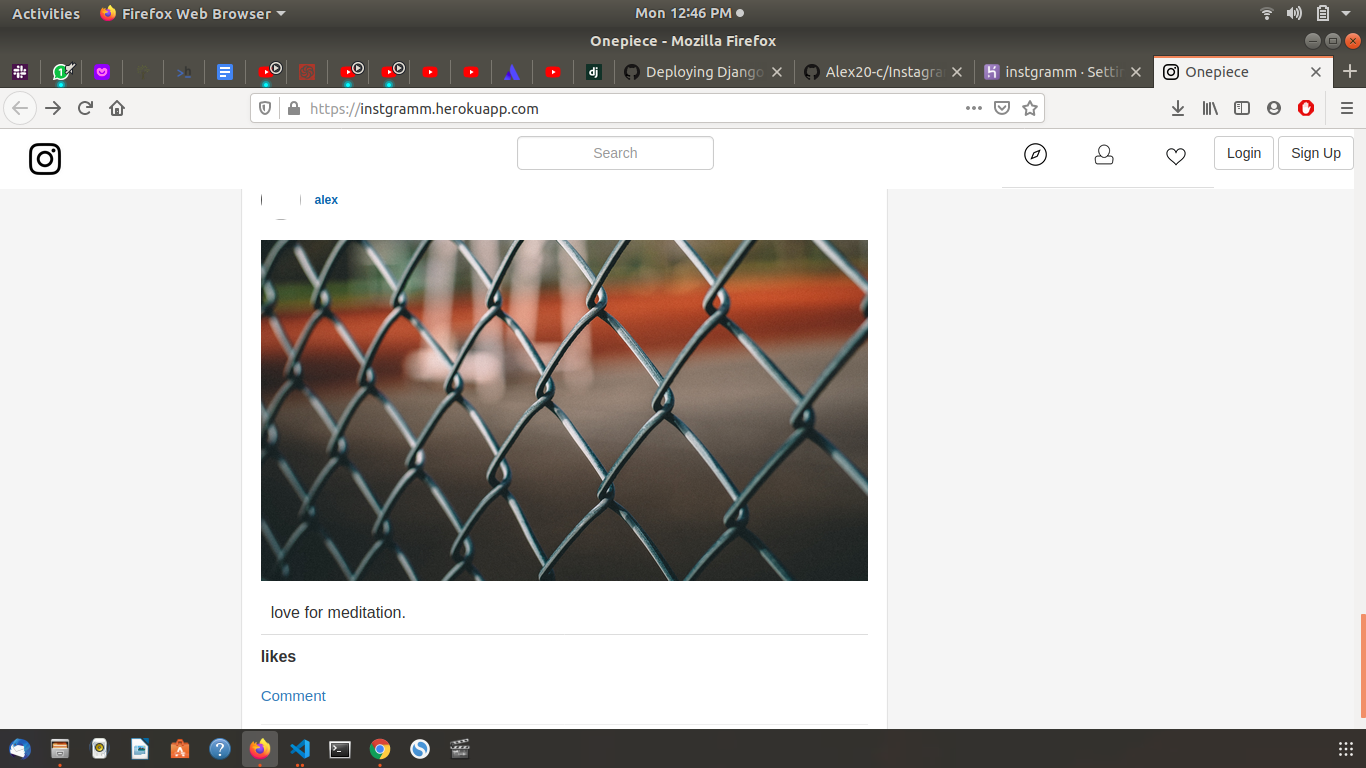 Activities Firefox Web Browser Mon 12:46 PM
Onepiece - Mozilla Firefox
Deploying Django Alex20-c/Instagra instgramm · Settin Onepiece
https://instgramm.herokuapp.com
Search Login Sign Up
alex
love for meditation.
likes
Comment